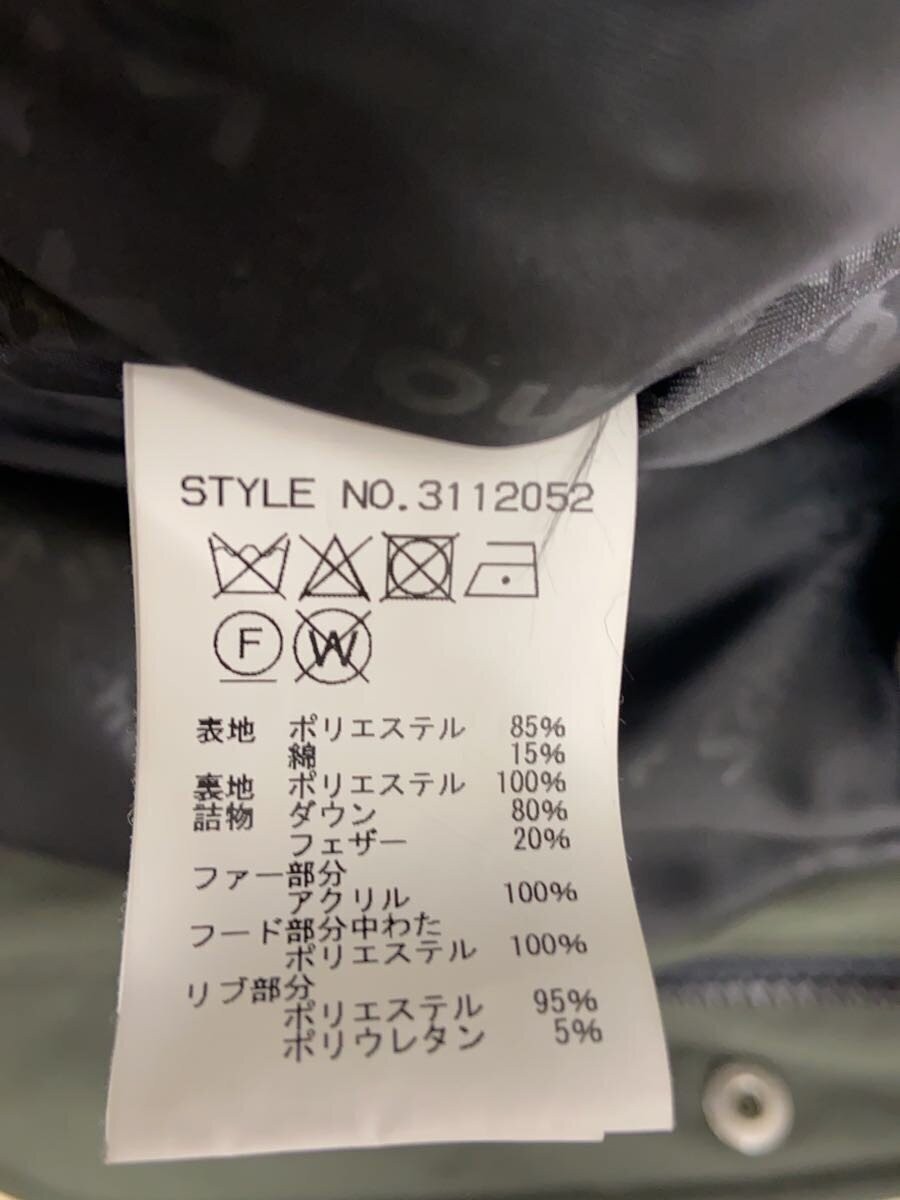 STYLE NO.3112052
F W
表地 ポリエステル 85%
綿 15%
裏地 ポリエステル 100%
詰物 ダウン 80%
フェザー 20%
ファー部分
アクリル 100%
フード部分中わた
ポリエステル 100%
リブ部分
ポリエステル 95%
ポリウレタン 5%